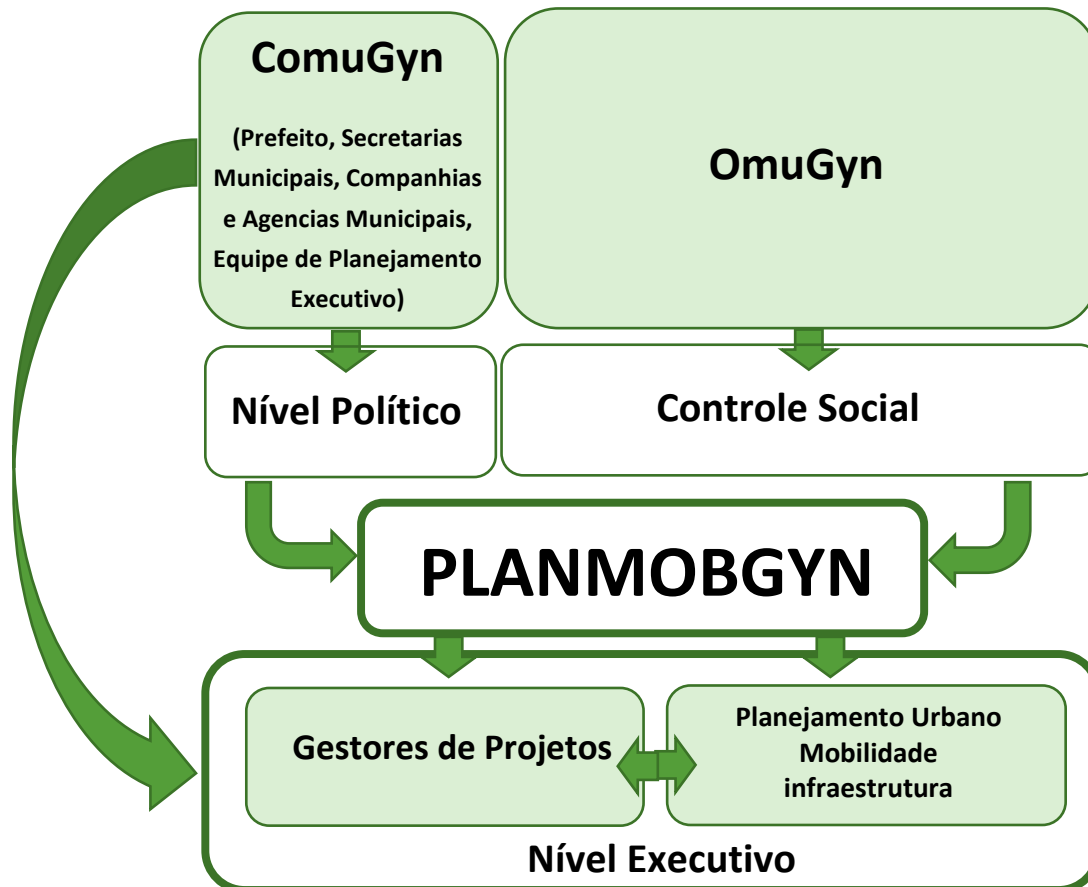 ComuGyn
(Prefeito, Secretarias
Municipais, Companhias
e Agencias Municipais,
Equipe de Planejamento
Executivo)
OmuGyn
Nível Político
Controle Social
PLANMOBGYN
Gestores de Projetos
Planejamento Urbano
Mobilidade
infraestrutura
Nível Executivo